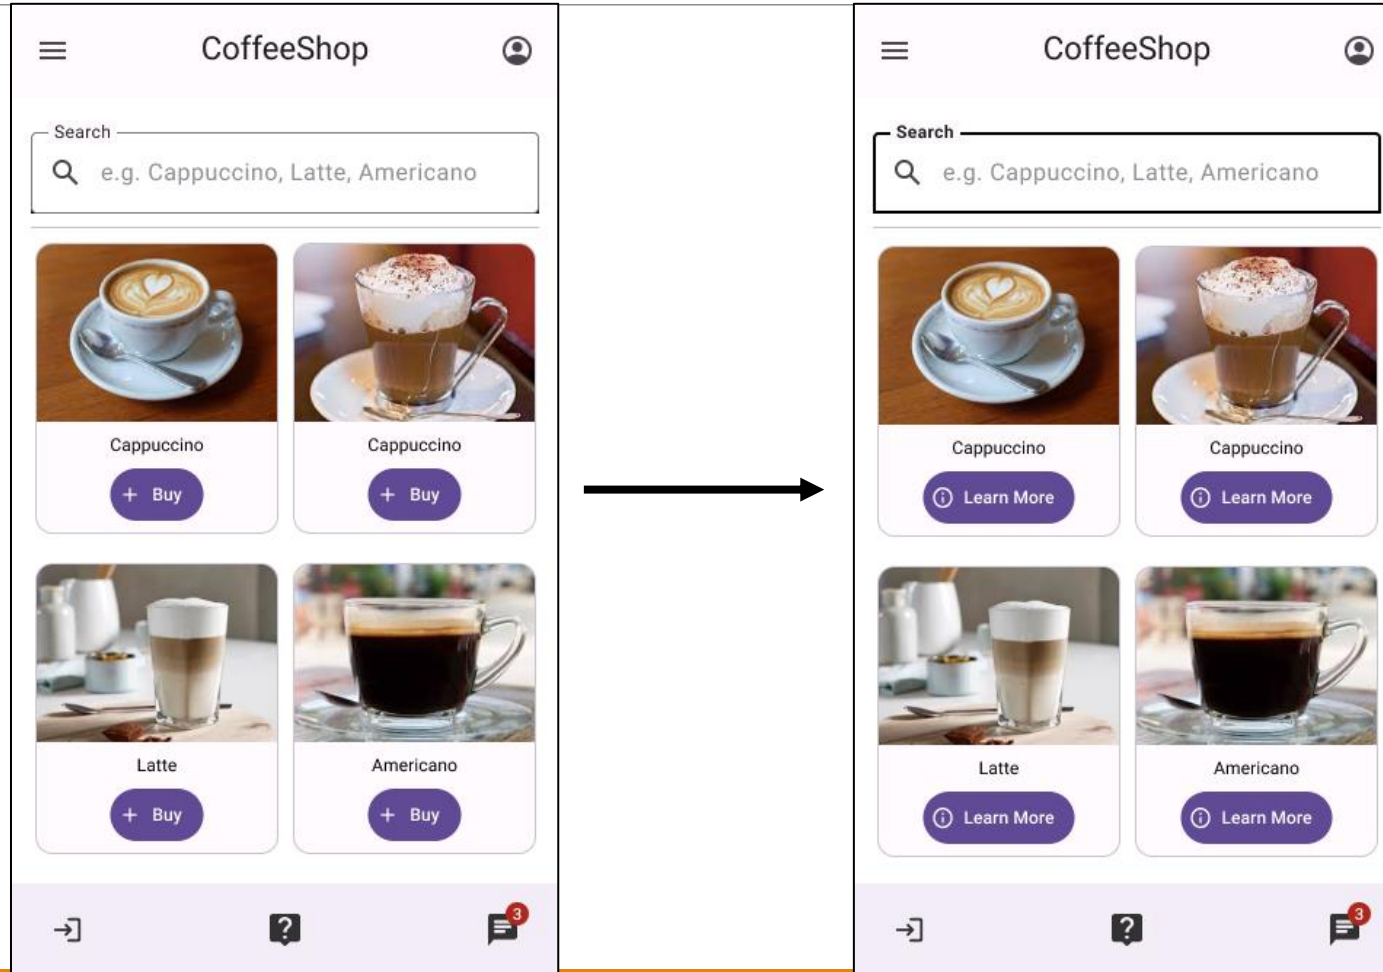 CoffeeShop
Search
e.g. Cappuccino, Latte, Americano
Cappuccino
Cappuccino
+ Buy
+ Buy
Latte
Americano
+ Buy
+ Buy
3
CoffeeShop
Search
e.g. Cappuccino, Latte, Americano
Cappuccino
Cappuccino
Learn More
Learn More
Latte
Americano
Learn More
Learn More
3